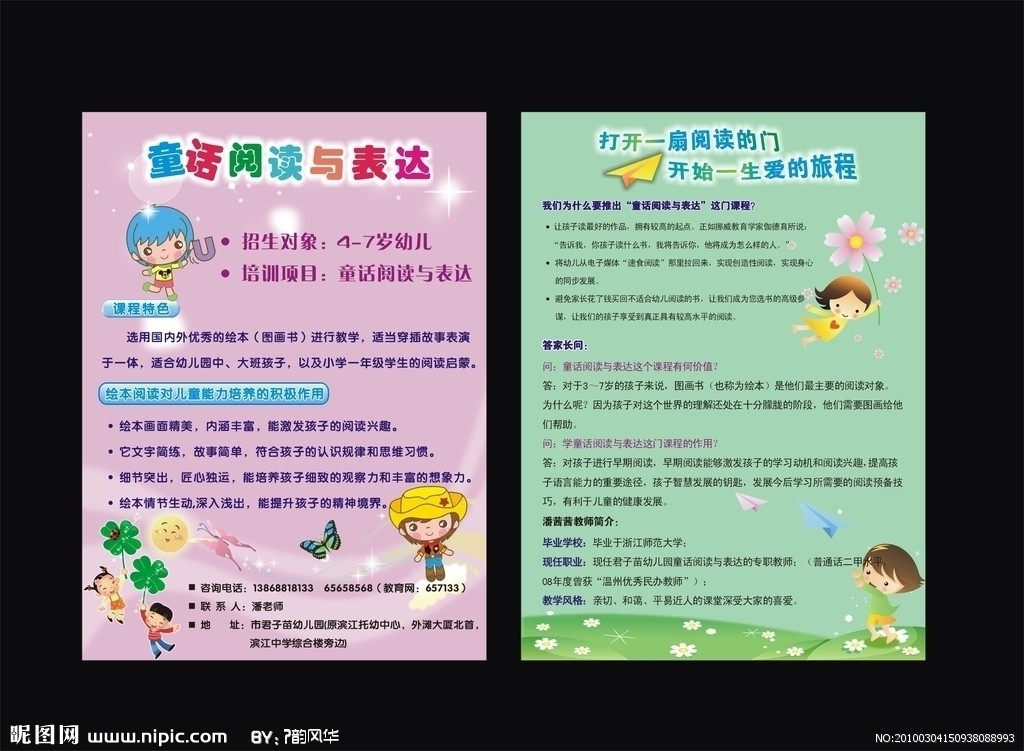 童话阅读与表达
招生对象：4-7岁幼儿
培训项目：童话阅读与表达
课程特色
选用国内外优秀的绘本（图画书）进行教学，适当穿插故事表演
于一体，适合幼儿园中、大班孩子，以及小学一年级学生的阅读启蒙。
绘本阅读对儿童能力培养的积极作用
绘本画面精美，内涵丰富，能激发孩子的阅读兴趣。
它文字简练，故事简单，符合孩子的认识规律和思维习惯。
细节突出，匠心独运，能培养孩子细致的观察力和丰富的想象力。
绘本情节生动,深入浅出，能提升孩子的精神境界。
咨询电话：13868818133 65658568（教育网：657133）
联 系 人：潘老师
地 址：市君子苗幼儿园(原滨江托幼中心，外滩大厦北首，
滨江中学综合楼旁边)
打开一扇阅读的门
开始一生爱的旅程
我们为什么要推出“童话阅读与表达”这门课程？
让孩子读最好的作品，拥有较高的起点。正如挪威教育学家伽德育所说：
“告诉我，你孩子读什么书，我将告诉你，他将成为怎么样的人。”
将幼儿从电子媒体“速食阅读”那里拉回来，实现创造性阅读，实现身心
的同步发展。
避免家长花了钱买回不适合幼儿阅读的书，让我们成为您选书的高级参
谋，让我们的孩子享受到真正具有较高水平的阅读。
答家长问：
问：童话阅读与表达这个课程有何价值？
答：对于3～7岁的孩子来说，图画书（也称为绘本）是他们最主要的阅读对象。
为什么呢？因为孩子对这个世界的理解还处在十分朦胧的阶段，他们需要图画给他
们帮助。
问：学童话阅读与表达这门课程的作用？
答：对孩子进行早期阅读，早期阅读能够激发孩子的学习动机和阅读兴趣,提高孩
子语言能力的重要途径，孩子智慧发展的钥匙，发展今后学习所需要的阅读预备技
巧，有利于儿童的健康发展。
潘茜茜教师简介：
毕业学校：毕业于浙江师范大学；
现任职业：现任君子苗幼儿园童话阅读与表达的专职教师；（普通话二甲水平，
08年度曾获“温州优秀民办教师”）；
教学风格：亲切、和蔼、平易近人的课堂深受大家的喜爱。
昵图网 www.nipic.com BY:?韵风华
NO:20100304150938088993